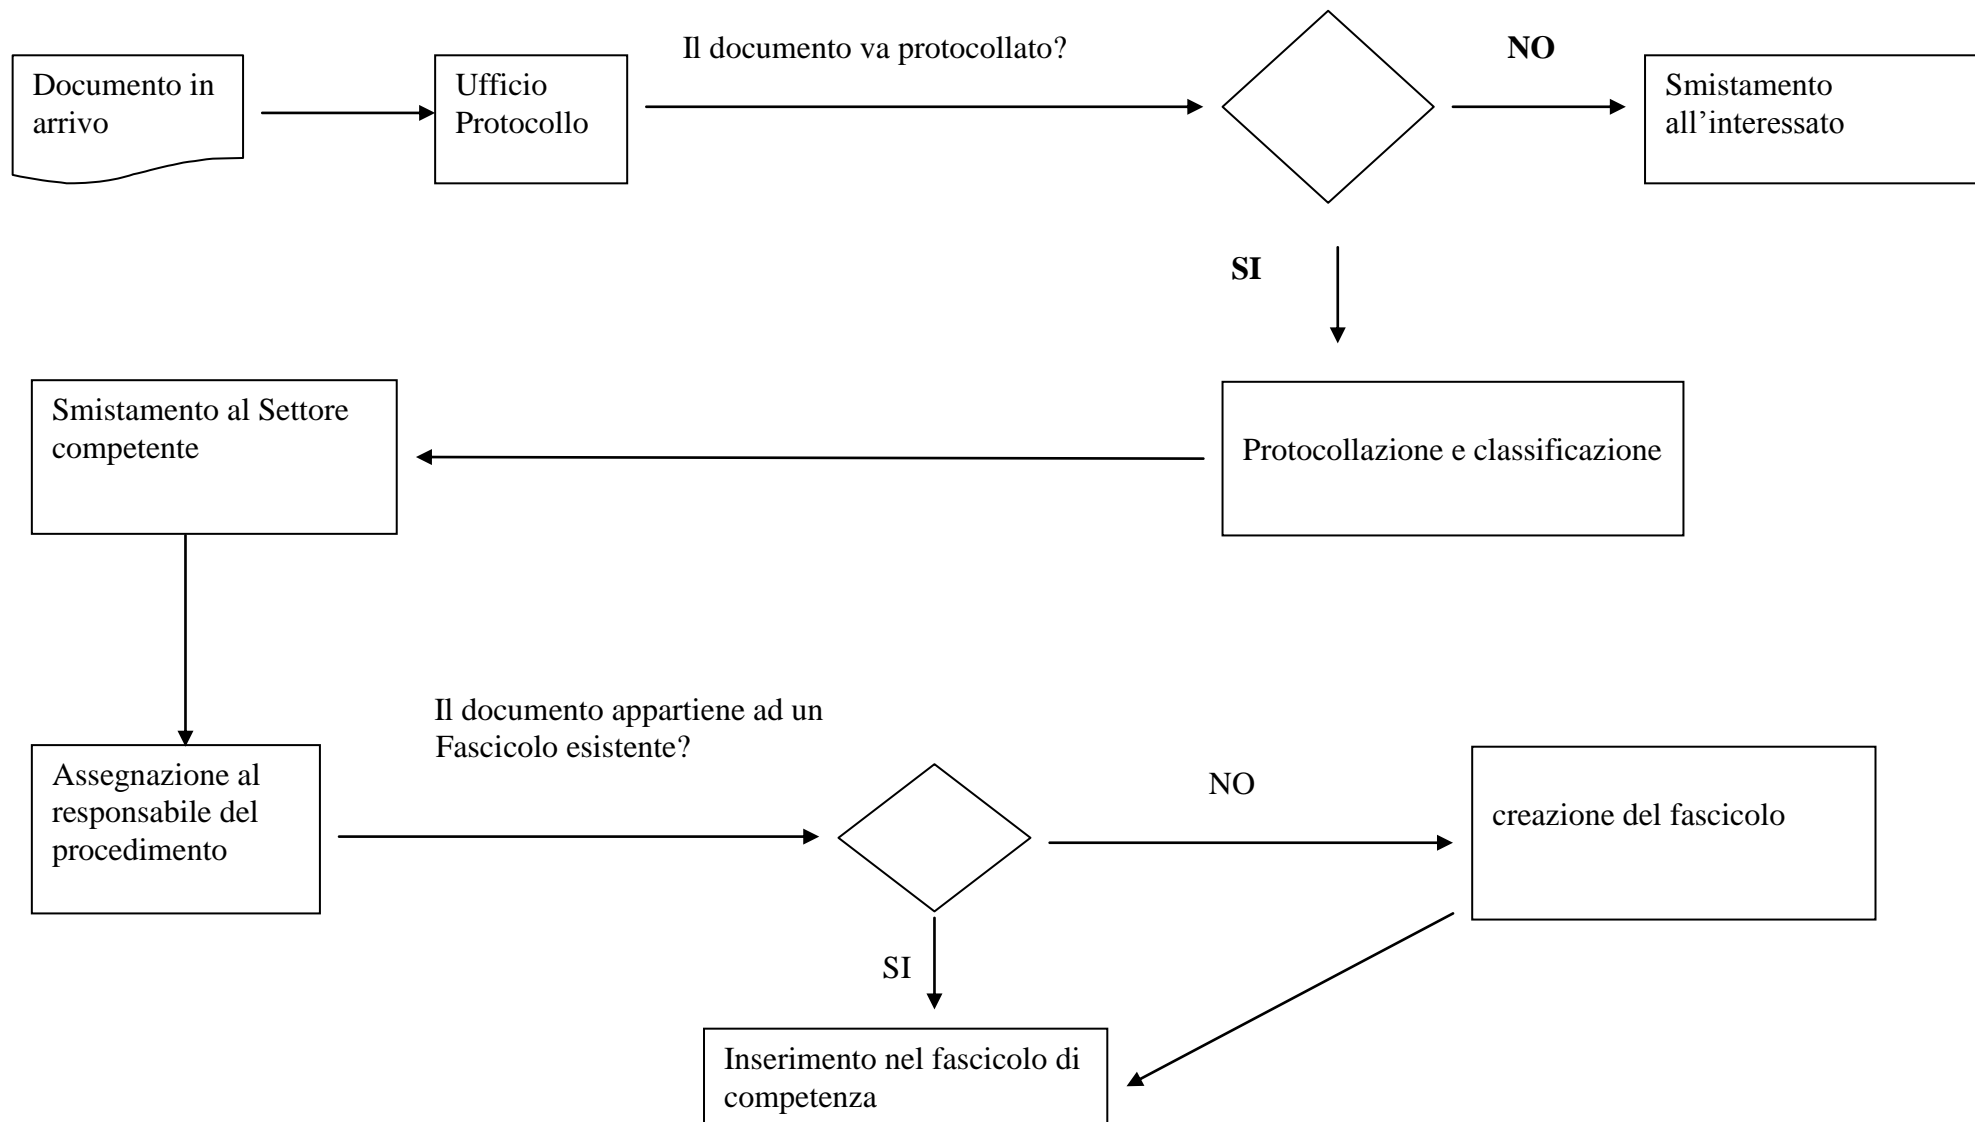 Il documento va protocollato?
NO
Documento in
arrivo
Ufficio
Protocollo
Smistamento
all’interessato
SI
Smistamento al Settore
competente
Protocollazione e classificazione
Il documento appartiene ad un
Fascicolo esistente?
Assegnazione al
responsabile del
procedimento
NO
creazione del fascicolo
SI
Inserimento nel fascicolo di
competenza